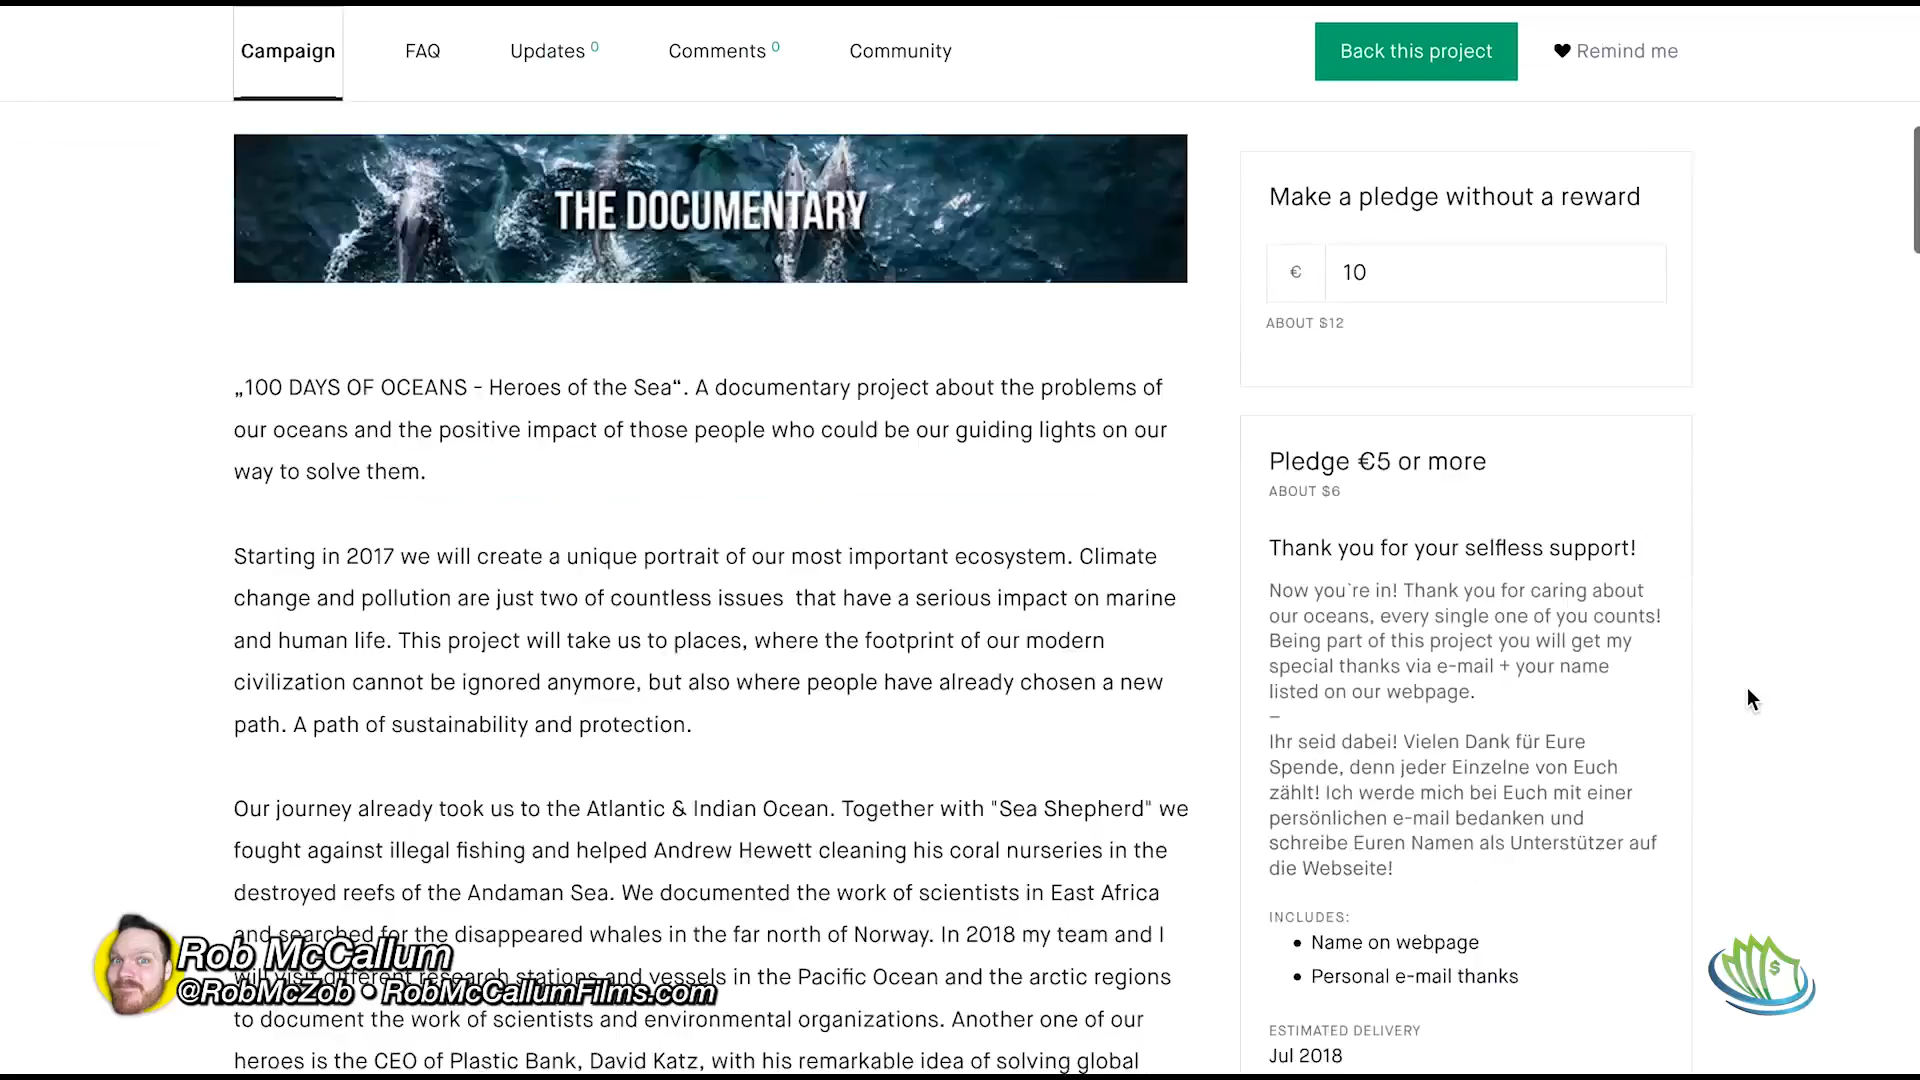 Campaign
FAQ
Updates 0
Comments 0
Community
Back this project
Remind me
THE DOCUMENTARY
„100 DAYS OF OCEANS - Heroes of the Sea“. A documentary project about the problems of
our oceans and the positive impact of those people who could be our guiding lights on our
way to solve them.
Starting in 2017 we will create a unique portrait of our most important ecosystem. Climate
change and pollution are just two of countless issues  that have a serious impact on marine
and human life. This project will take us to places, where the footprint of our modern
civilization cannot be ignored anymore, but also where people have already chosen a new
path. A path of sustainability and protection.
Our journey already took us to the Atlantic & Indian Ocean. Together with "Sea Shepherd" we
fought against illegal fishing and helped Andrew Hewett cleaning his coral nurseries in the
destroyed reefs of the Andaman Sea. We documented the work of scientists in East Africa
and searched for the disappeared whales in the far north of Norway. In 2018 my team and I
will visit different research stations and vessels in the Pacific Ocean and the arctic regions
to document the work of scientists and environmental organizations. Another one of our
heroes is the CEO of Plastic Bank, David Katz, with his remarkable idea of solving global
Make a pledge without a reward
€ 10
ABOUT $12
Pledge €5 or more
ABOUT $6
Thank you for your selfless support!
Now you`re in! Thank you for caring about
our oceans, every single one of you counts!
Being part of this project you will get my
special thanks via e-mail + your name
listed on our webpage.
–
Ihr seid dabei! Vielen Dank für Eure
Spende, denn jeder Einzelne von Euch
zählt! Ich werde mich bei Euch mit einer
persönlichen e-mail bedanken und
schreibe Euren Namen als Unterstützer auf
die Webseite!
INCLUDES:
• Name on webpage
• Personal e-mail thanks
ESTIMATED DELIVERY
Jul 2018
Rob McCallum
@RobMcZob • RobMcCallumFilms.com
$